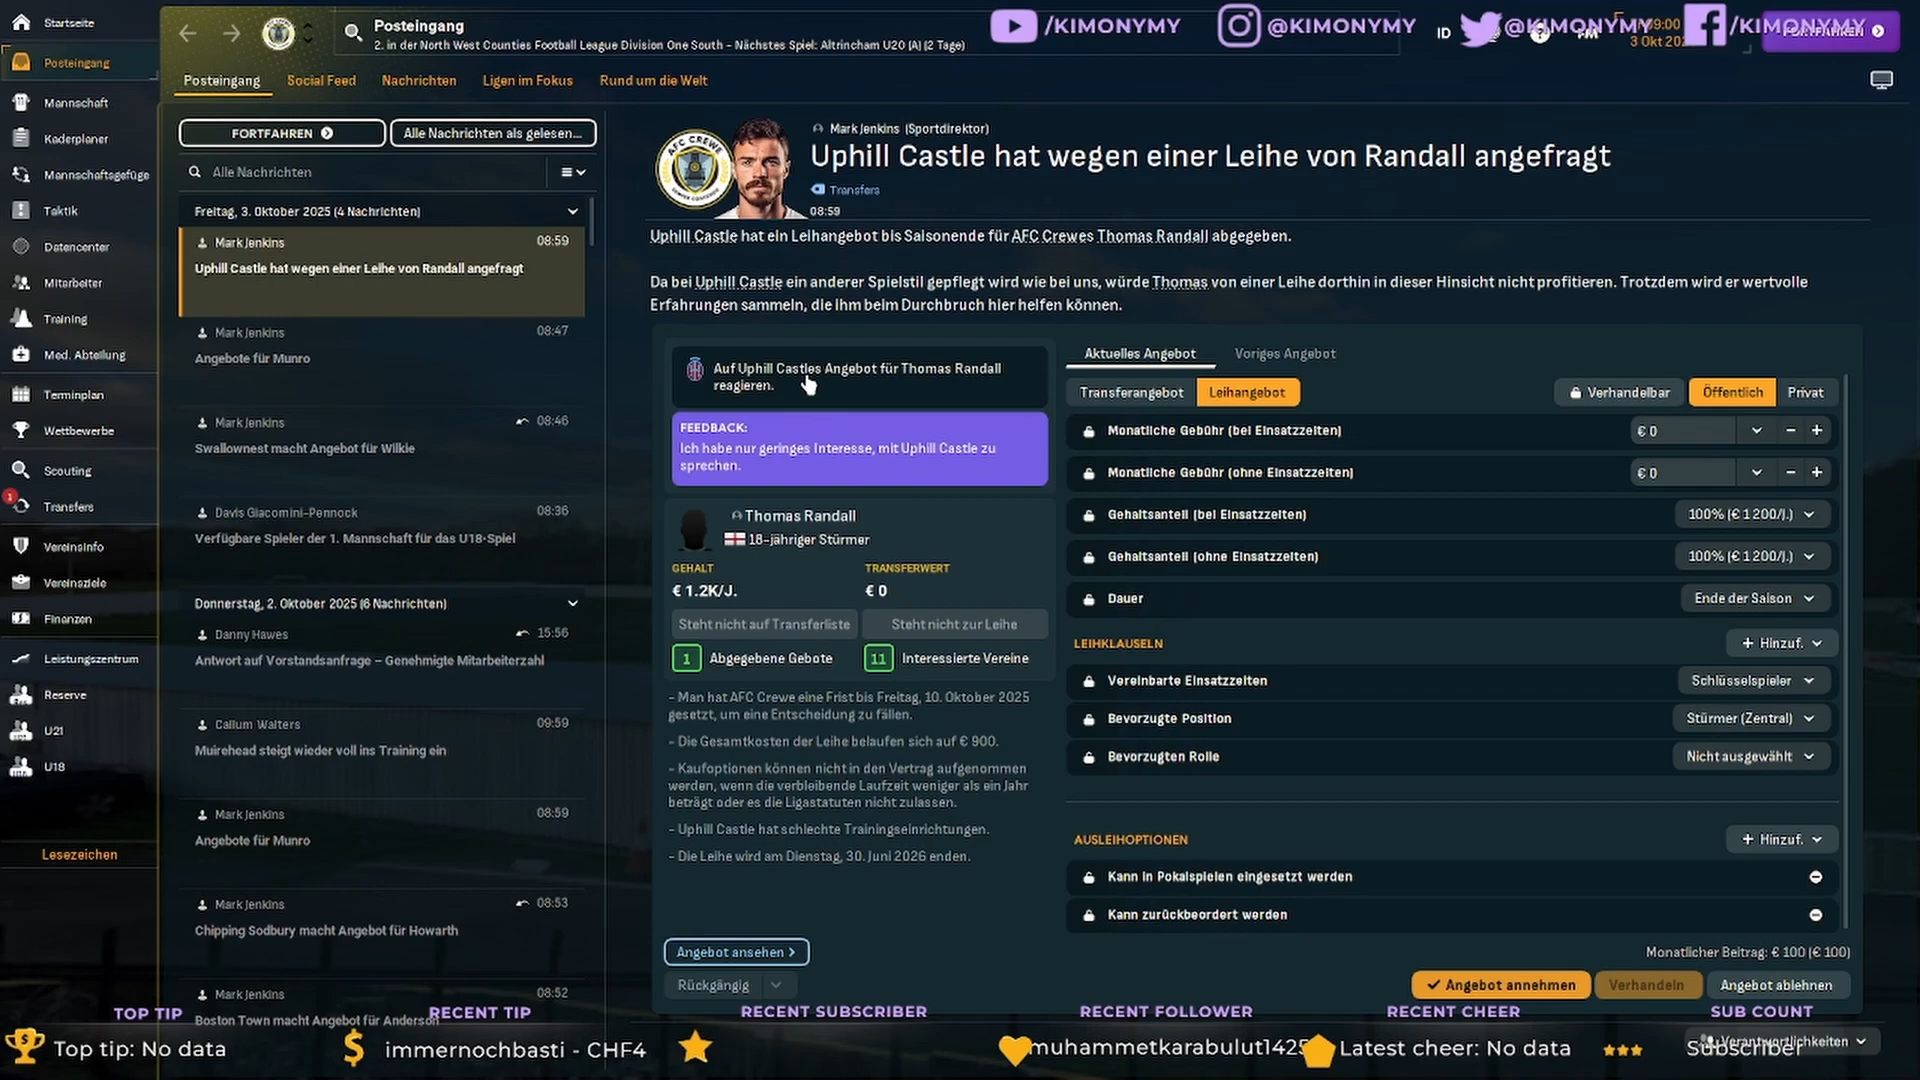 Startseite
Posteingang
Mannschaft
Kaderplaner
Mannschaftsgefüge
Taktik
Datencenter
Mitarbeiter
Training
Med. Abteilung
Terminplan
Wettbewerbe
Scouting
1
Transfers
Vereinsinfo
Vereinsziele
Finanzen
Leistungszentrum
Reserve
U21
U18
Lesezeichen
Posteingang
2. in der North West Counties Football League Division One South - Nächstes Spiel: Altrincham U20 (A) (2 Tage)
/KIMONYMY
@KIMONYMY
ID
@KIMONYMY
/KIMONYMY
09:00
3 Okt
Posteingang Social Feed Nachrichten Ligen im Fokus Rund um die Welt
FORTFAHREN
Alle Nachrichten als gelesen...
Alle Nachrichten
Freitag, 3. Oktober 2025 (4 Nachrichten)
Mark Jenkins 08:59
Uphill Castle hat wegen einer Leihe von Randall angefragt
Mark Jenkins 08:47
Angebote für Munro
Mark Jenkins 08:46
Swallownest macht Angebot für Wilkie
Davis Giacomini-Pennock 08:36
Verfügbare Spieler der 1. Mannschaft für das U18-Spiel
Donnerstag, 2. Oktober 2025 (6 Nachrichten)
Danny Hawes 15:56
Antwort auf Vorstandsanfrage – Genehmigte Mitarbeiterzahl
Callum Walters 09:59
Muirehead steigt wieder voll ins Training ein
Mark Jenkins 08:59
Angebote für Munro
Mark Jenkins 08:53
Chipping Sodbury macht Angebot für Howarth
Mark Jenkins 08:52
Boston Town macht Angebot für Anderson
AFC CREWE
Mark Jenkins (Sportdirektor)
Uphill Castle hat wegen einer Leihe von Randall angefragt
Transfers
08:59
Uphill Castle hat ein Leihangebot bis Saisonende für AFC Crewes Thomas Randall abgegeben.
Da bei Uphill Castle ein anderer Spielstil gepflegt wird wie bei uns, würde Thomas von einer Leihe dorthin in dieser Hinsicht nicht profitieren. Trotzdem wird er wertvolle
Erfahrungen sammeln, die ihm beim Durchbruch hier helfen können.
Auf Uphill Castles Angebot für Thomas Randall
reagieren.
FEEDBACK:
Ich habe nur geringes Interesse, mit Uphill Castle zu
sprechen.
Thomas Randall
18-jähriger Stürmer
GEHALT TRANSFERWERT
€ 1.2K/J. € 0
Steht nicht auf Transferliste Steht nicht zur Leihe
1 Abgegebene Gebote 11 Interessierte Vereine
- Man hat AFC Crewe eine Frist bis Freitag, 10. Oktober 2025
gesetzt, um eine Entscheidung zu fällen.
- Die Gesamtkosten der Leihe belaufen sich auf € 900.
- Kaufoptionen können nicht in den Vertrag aufgenommen
werden, wenn die verbleibende Laufzeit weniger als ein Jahr
beträgt oder es die Ligastatuten nicht zulassen.
- Uphill Castle hat schlechte Trainingseinrichtungen.
- Die Leihe wird am Dienstag, 30. Juni 2026 enden.
Angebot ansehen
Rückgängig
Aktuelles Angebot Voriges Angebot
Transferangebot Leihangebot Verhandelbar Öffentlich Privat
Monatliche Gebühr (bei Einsatzzeiten) € 0
Monatliche Gebühr (ohne Einsatzzeiten) € 0
Gehaltsanteil (bei Einsatzzeiten) 100% (€ 1 200/J.)
Gehaltsanteil (ohne Einsatzzeiten) 100% (€ 1 200/J.)
Dauer Ende der Saison
LEIHKLAUSELN + Hinzuf.
Vereinbarte Einsatzzeiten Schlüsselspieler
Bevorzugte Position Stürmer (Zentral)
Bevorzugten Rolle Nicht ausgewählt
AUSLEIHOPTIONEN + Hinzuf.
Kann in Pokalspielen eingesetzt werden
Kann zurückbeordert werden
Monatlicher Beitrag: € 100 (€ 100)
Angebot annehmen Verhandeln Angebot ablehnen
TOP TIP RECENT TIP RECENT SUBSCRIBER RECENT FOLLOWER RECENT CHEER SUB COUNT
Top tip: No data
immernochbasti - CHF4
muhammetkarabulut1425
Latest cheer: No data
Subscriber
Verantwortlichkeiten